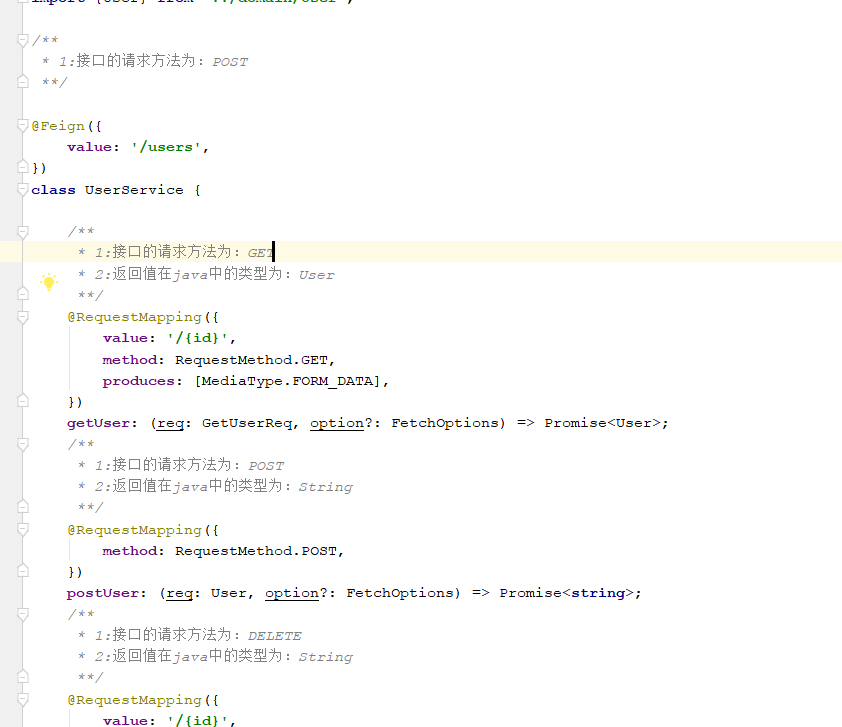 import {User} from "../domain/User";
/**
 * 1:接口的请求方法为：POST
 **/
@Feign({
    value: '/users',
})
class UserService {
    /**
     * 1:接口的请求方法为：GET
     * 2:返回值在java中的类型为：User
     **/
    @RequestMapping({
        value: '/{id}',
        method: RequestMethod.GET,
        produces: [MediaType.FORM_DATA],
    })
    getUser: (req: GetUserReq, option?: FetchOptions) => Promise<User>;
    /**
     * 1:接口的请求方法为：POST
     * 2:返回值在java中的类型为：String
     **/
    @RequestMapping({
        method: RequestMethod.POST,
    })
    postUser: (req: User, option?: FetchOptions) => Promise<string>;
    /**
     * 1:接口的请求方法为：DELETE
     * 2:返回值在java中的类型为：String
     **/
    @RequestMapping({
        value: '/{id}',